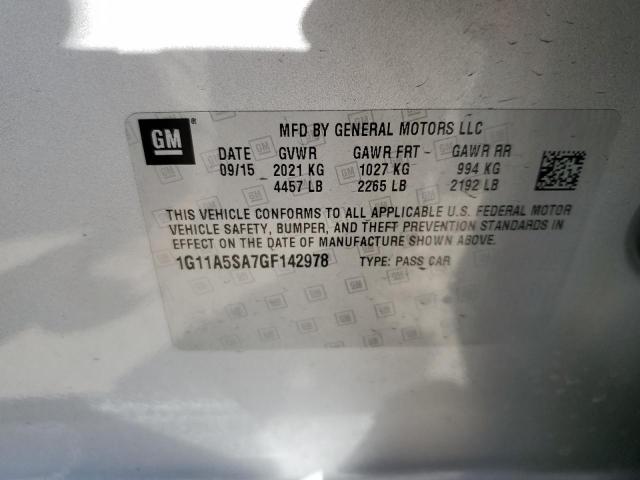 GM
MFD BY GENERAL MOTORS LLC
DATE GVWR GAWR FRT GAWR RR
09/15 2021 KG 1027 KG 994 KG
4457 LB 2265 LB 2192 LB
THIS VEHICLE CONFORMS TO ALL APPLICABLE U.S. FEDERAL MOTOR
VEHICLE SAFETY, BUMPER, AND THEFT PREVENTION STANDARDS IN
EFFECT ON THE DATE OF MANUFACTURE SHOWN ABOVE.
1G11A5SA7GF142978 TYPE: PASS CAR